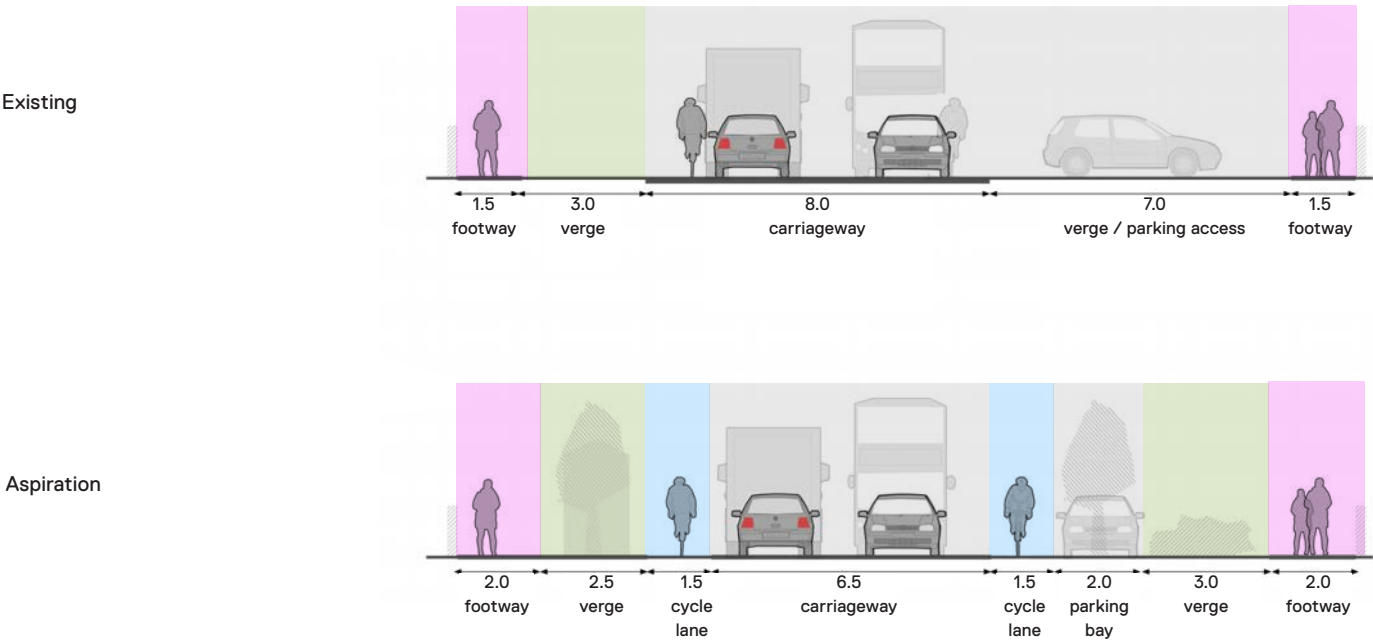 Existing
1.5 3.0 8.0 7.0 1.5
footway verge carriageway verge / parking access footway
Aspiration
2.0 2.5 1.5 6.5 1.5 2.0 3.0 2.0
footway verge cycle carriageway cycle parking verge footway
lane lane bay